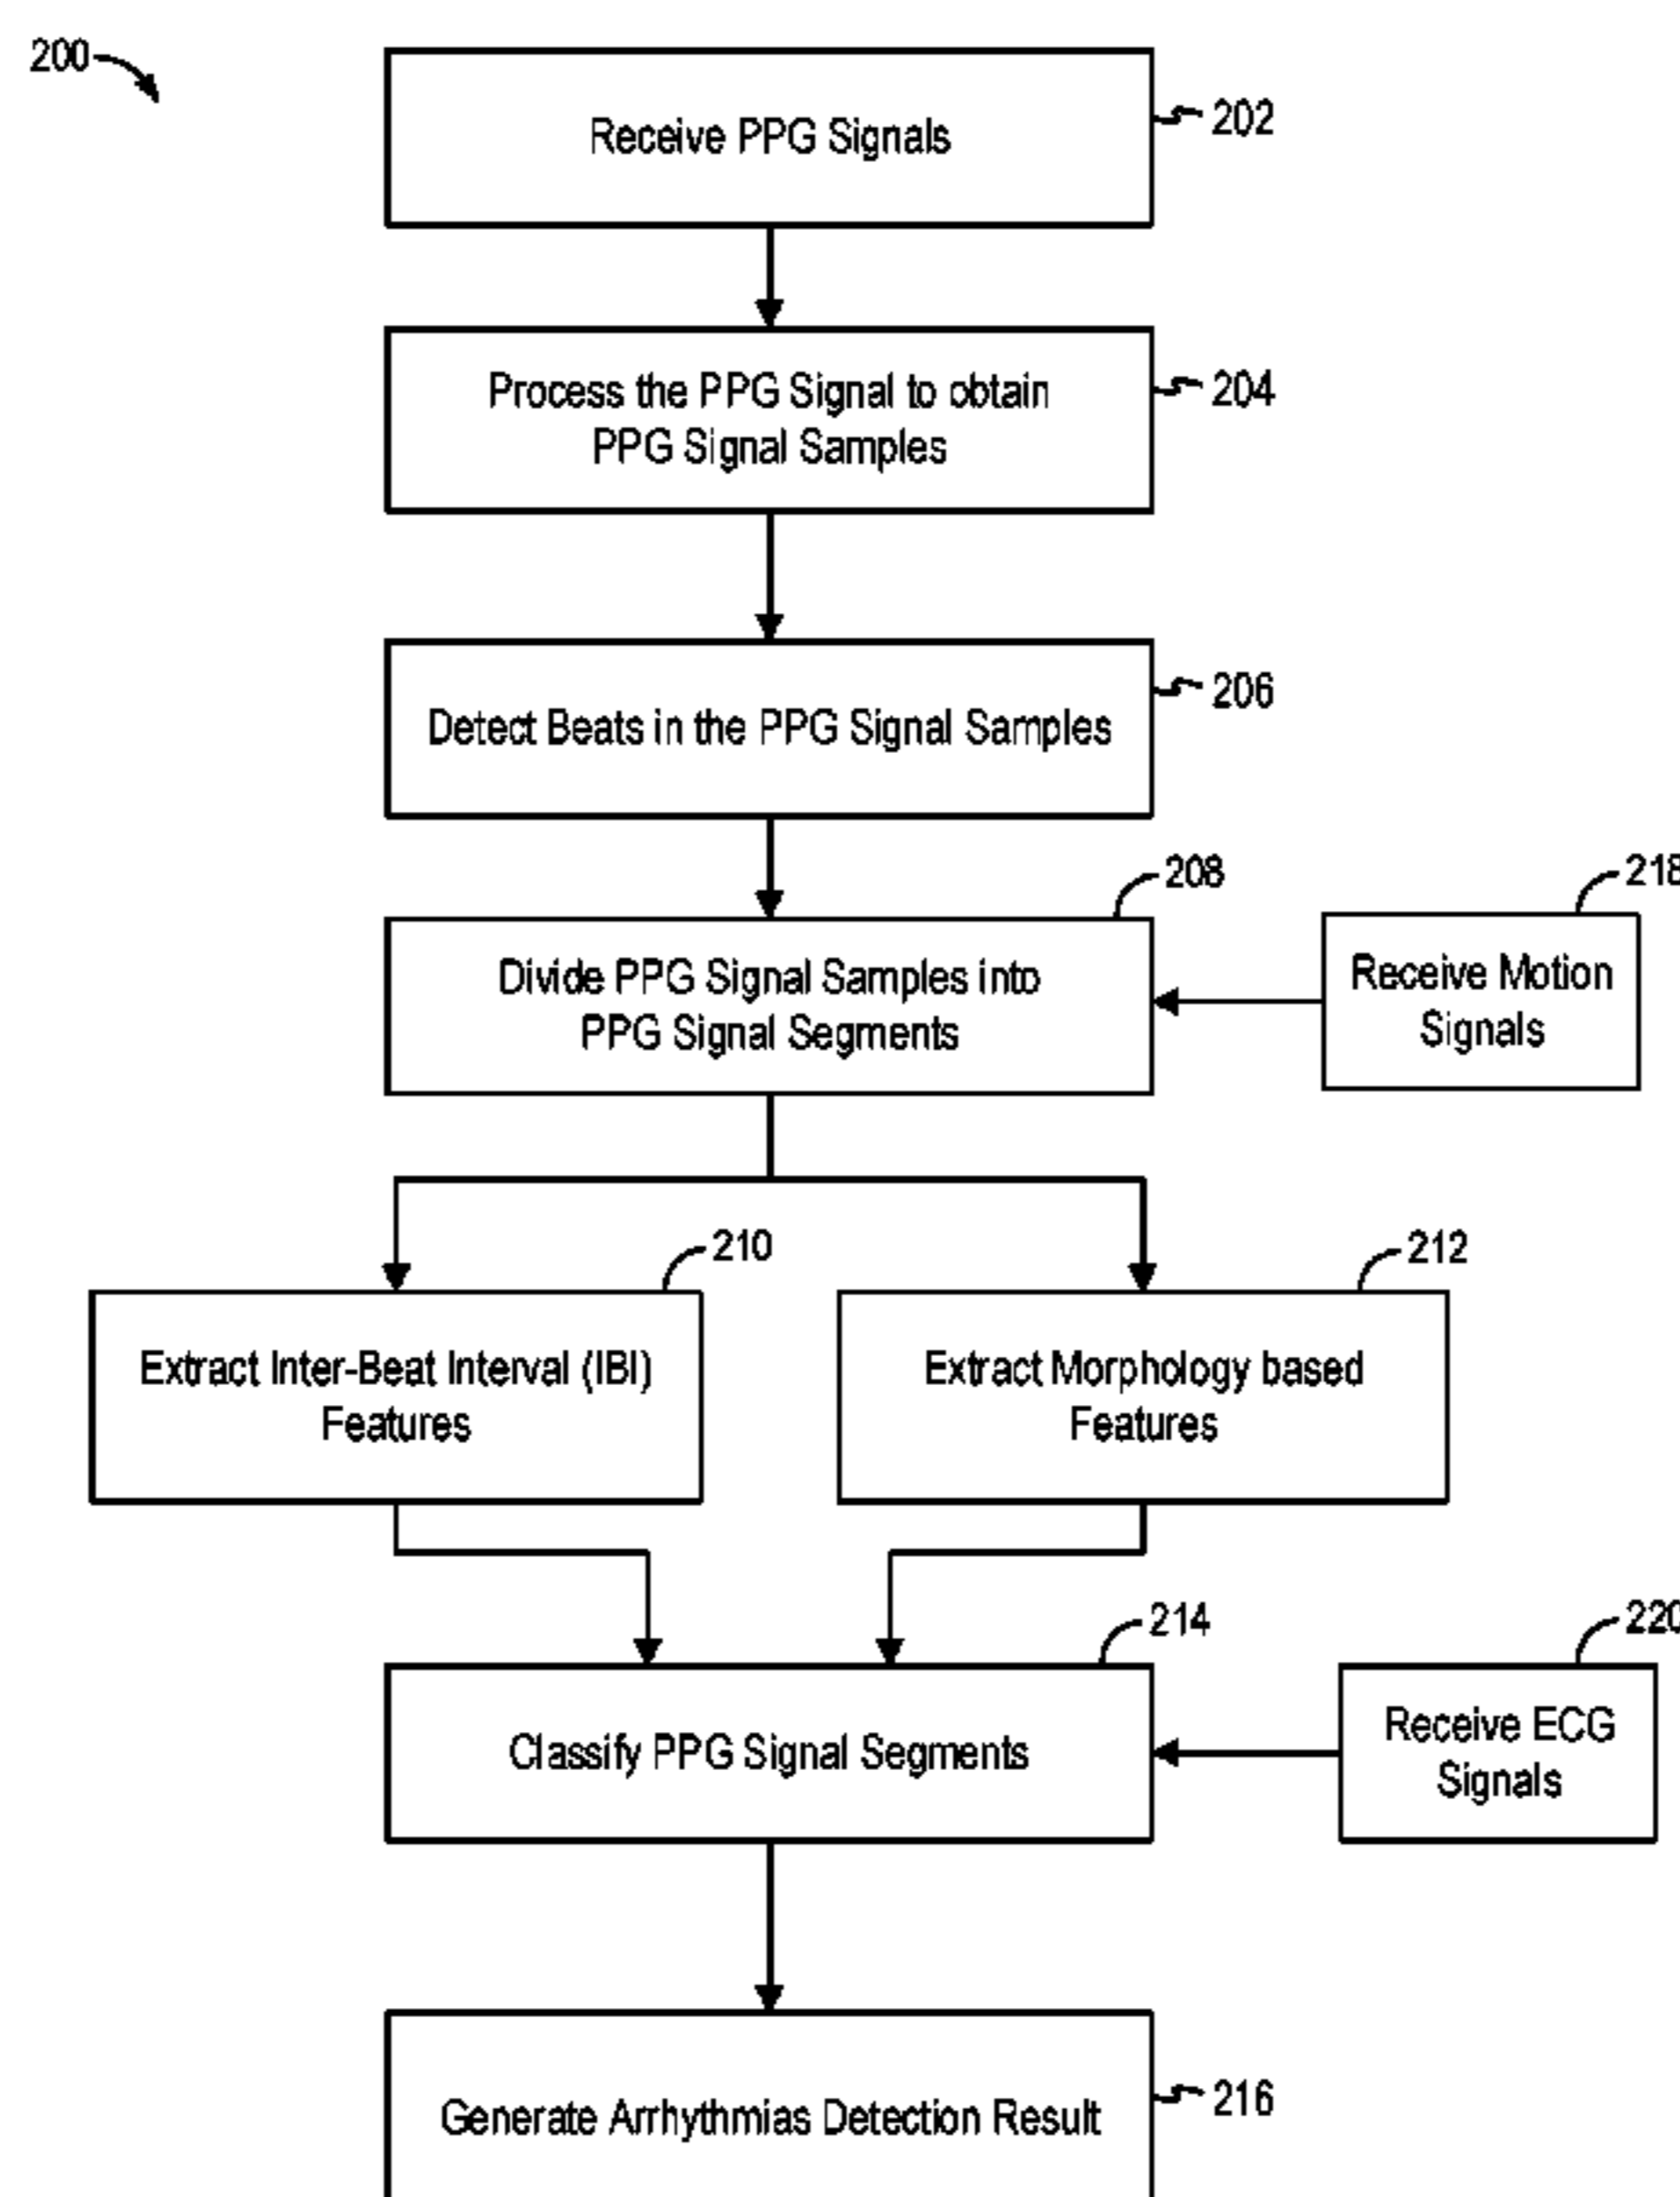 200
Receive PPG Signals
202
Process the PPG Signal to obtain
PPG Signal Samples
204
Detect Beats in the PPG Signal Samples
206
208
218
Divide PPG Signal Samples into
PPG Signal Segments
Receive Motion
Signals
210
212
Extract Inter-Beat Interval (IBI)
Features
Extract Morphology based
Features
214
220
Classify PPG Signal Segments
Receive ECG
Signals
Generate Arrhythmias Detection Result
216